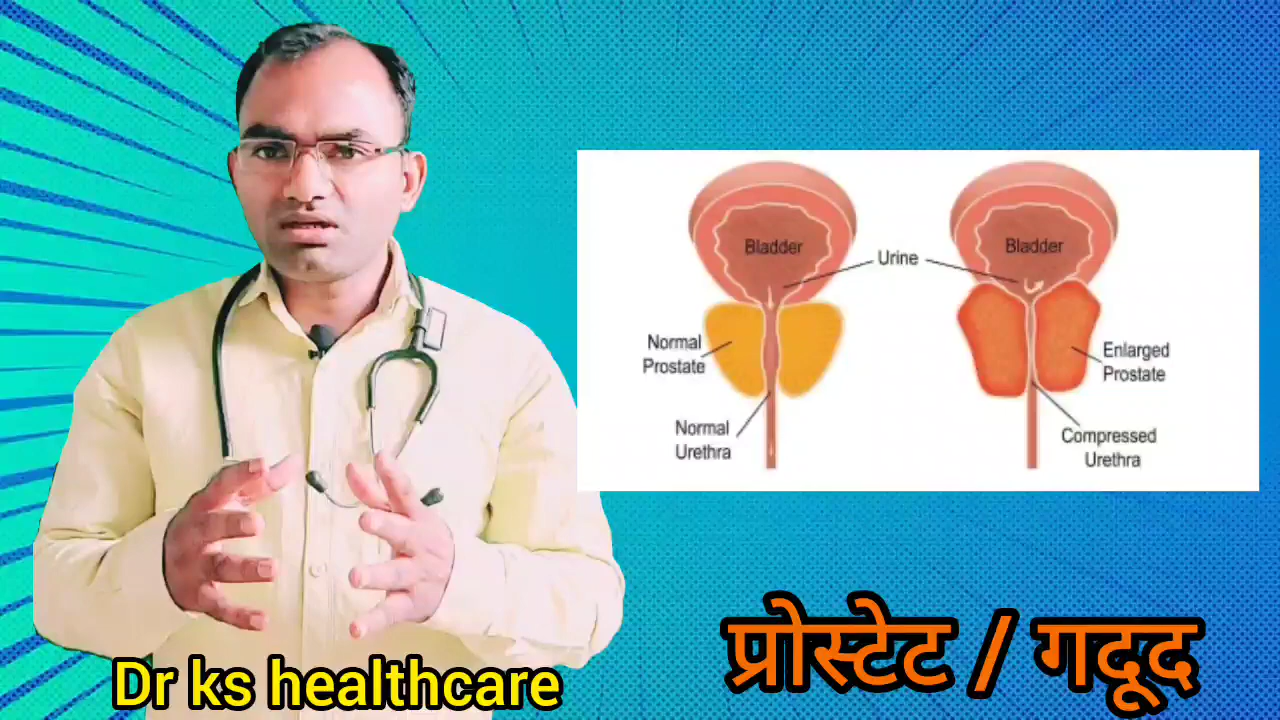 Bladder
Bladder
Urine
Normal
Prostate
Enlarged
Prostate
Normal
Urethra
Compressed
Urethra
प्रोस्टेट / गदूद
Dr ks healthcare